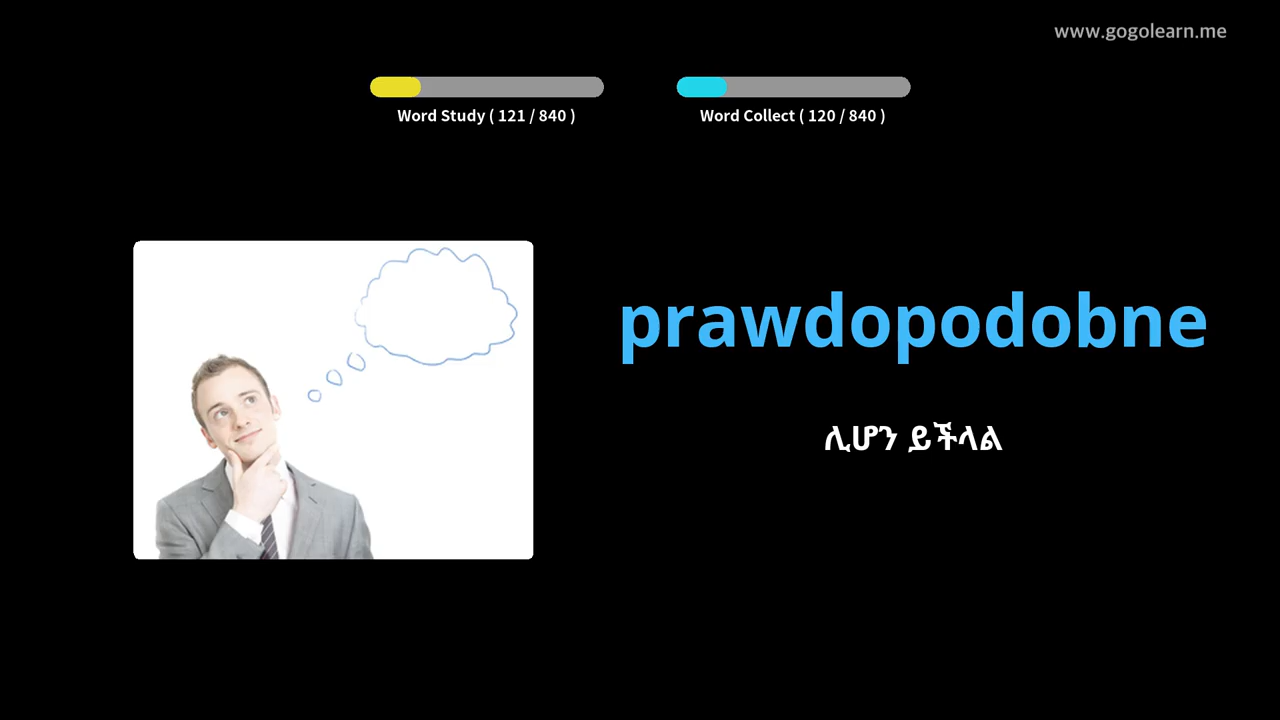 www.gogolearn.me
Word Study ( 121 / 840 )
Word Collect ( 120 / 840 )
prawdopodobne
ሊሆን ይችላል